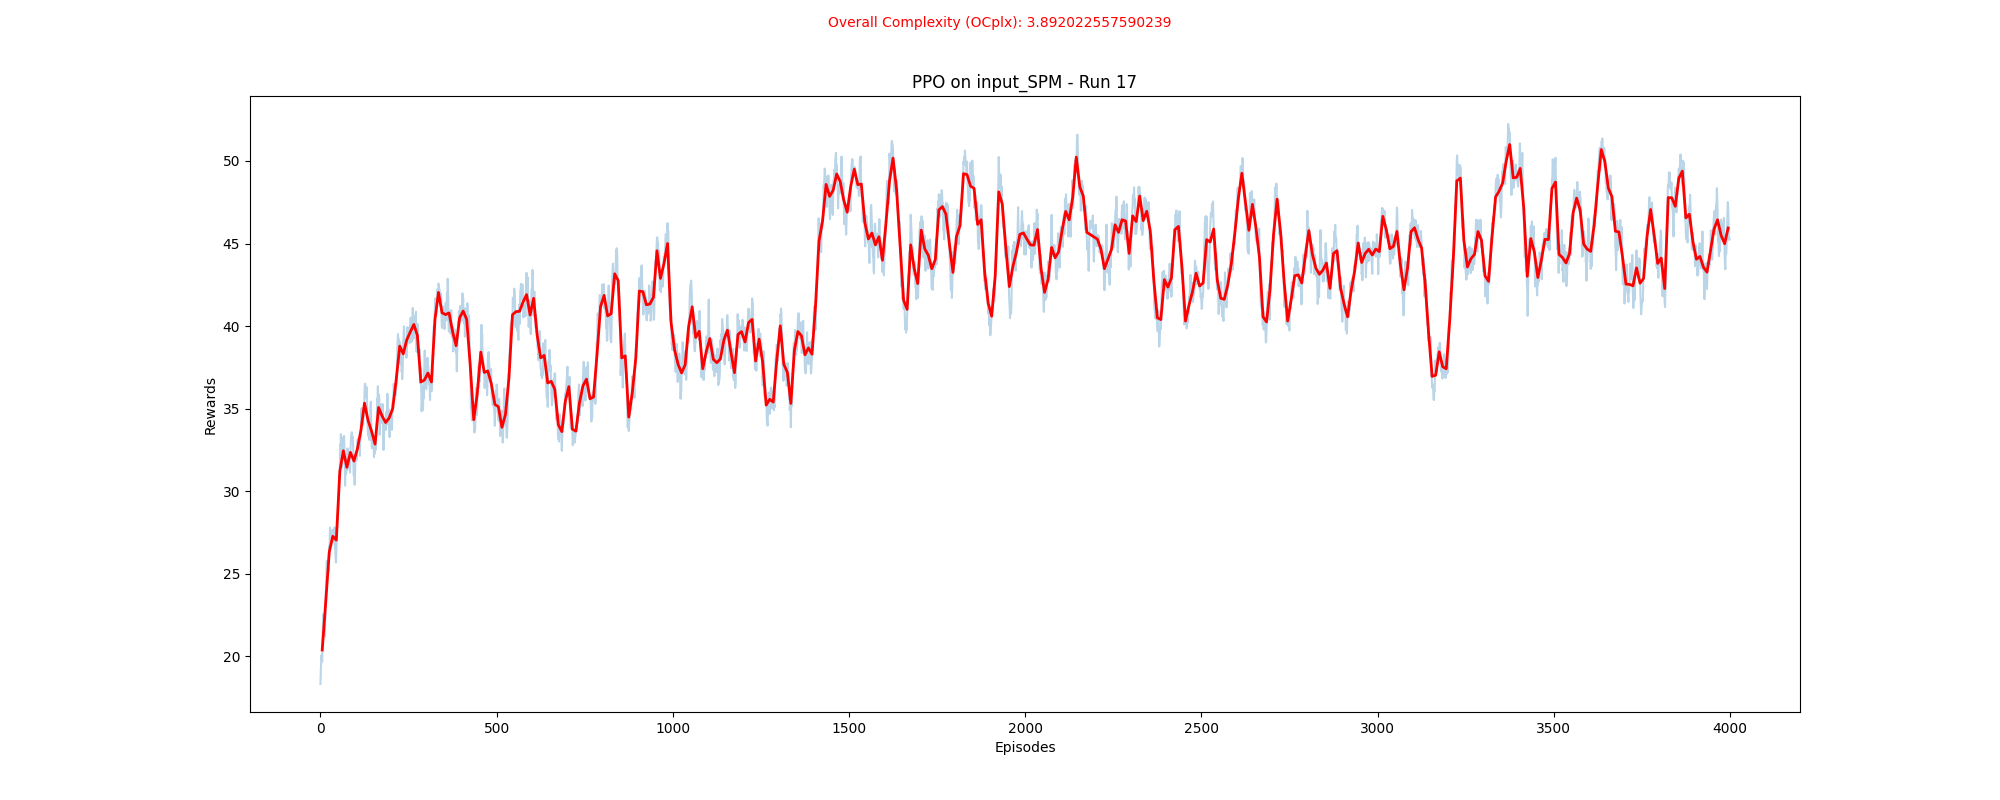 Overall Complexity (OCplx): 3.892022557590239
PPO on input_SPM - Run 17
50
45
40
35
30
25
20
Rewards
0 500 1000 1500 2000 2500 3000 3500 4000
Episodes